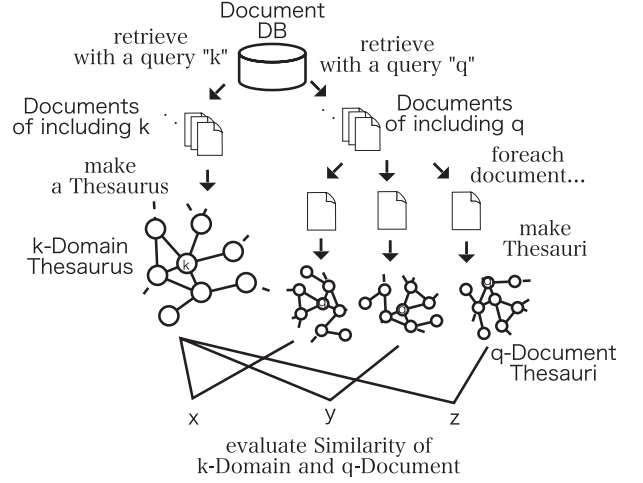 Document
DB
retrieve
with a query "k"
retrieve
with a query "q"
Documents
of including k
Documents
of including q
make
a Thesaurus
foreach
document...
make
Thesauri
k-Domain
Thesaurus
k
q
q
q
q-Document
Thesauri
x
y
z
evaluate Similarity of
k-Domain and q-Document